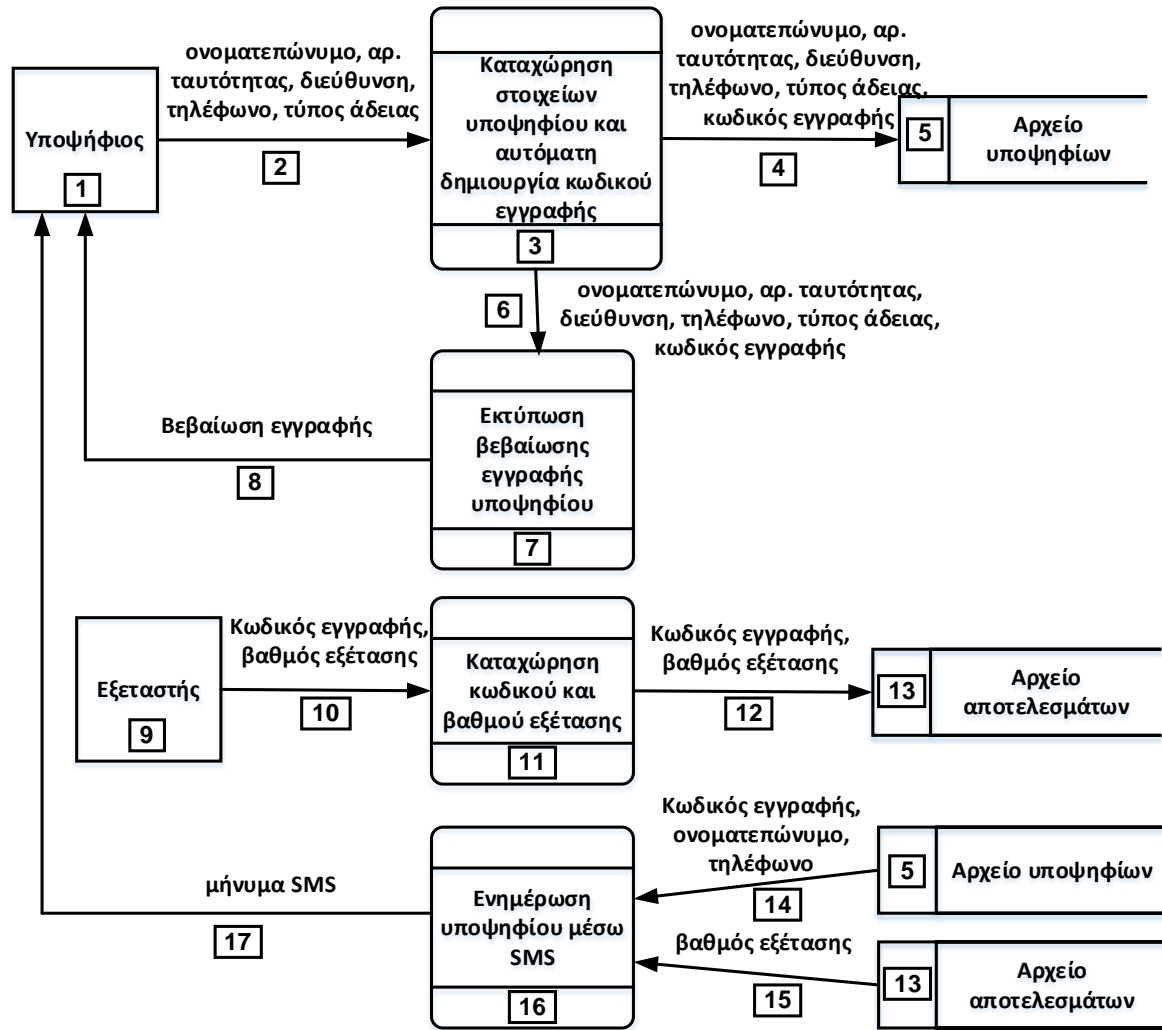 Υποψήφιος
1
ονοματεπώνυμο, αρ.
ταυτότητας, διεύθυνση,
τηλέφωνο, τύπος άδειας
2
Καταχώρηση
στοιχείων
υποψηφίου και
αυτόματη
δημιουργία κωδικού
εγγραφής
3
ονοματεπώνυμο, αρ.
ταυτότητας, διεύθυνση,
τηλέφωνο, τύπος άδειας,
κωδικός εγγραφής
4
5
Αρχείο
υποψηφίων
6
ονοματεπώνυμο, αρ. ταυτότητας,
διεύθυνση, τηλέφωνο, τύπος άδειας,
κωδικός εγγραφής
Εκτύπωση
βεβαίωσης
εγγραφής
υποψηφίου
7
Βεβαίωση εγγραφής
8
Εξεταστής
9
Κωδικός εγγραφής,
βαθμός εξέτασης
10
Καταχώρηση
κωδικού και
βαθμού εξέτασης
11
Κωδικός εγγραφής,
βαθμός εξέτασης
12
13
Αρχείο
αποτελεσμάτων
Κωδικός εγγραφής,
ονοματεπώνυμο,
τηλέφωνο
14
5
Αρχείο υποψηφίων
βαθμός εξέτασης
15
13
Αρχείο
αποτελεσμάτων
Ενημέρωση
υποψηφίου μέσω
SMS
16
μήνυμα SMS
17